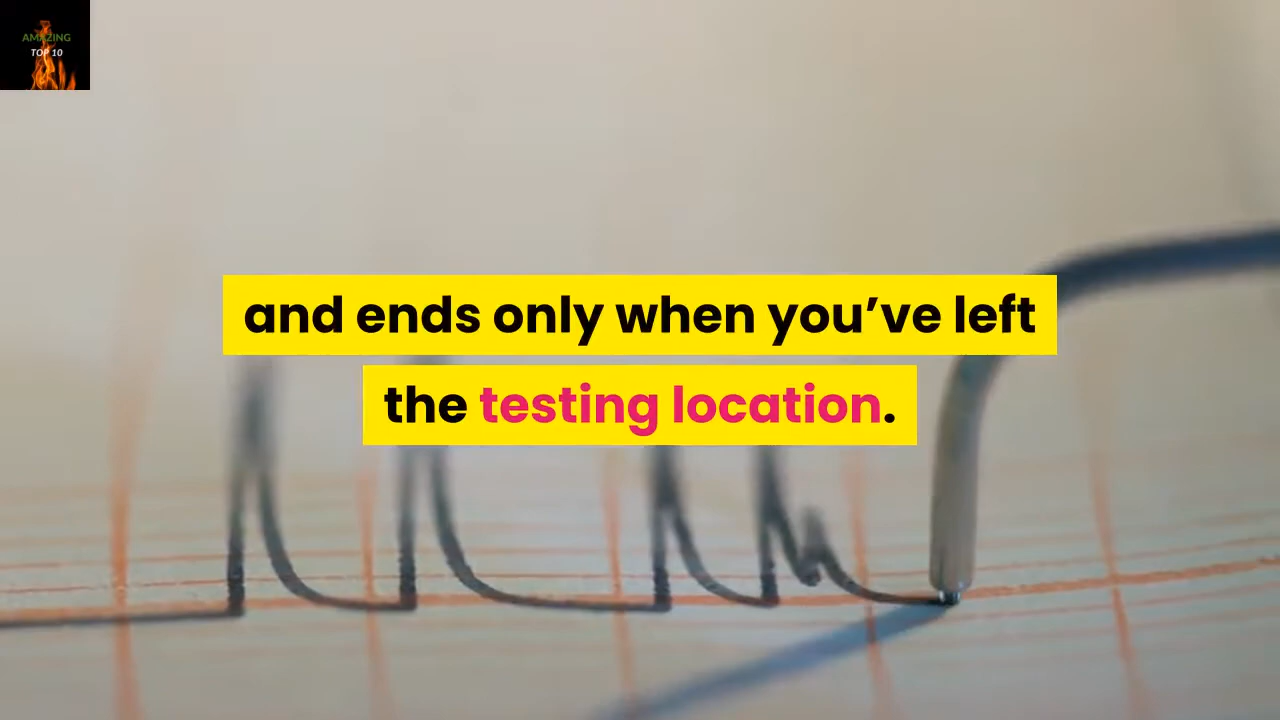 AMAZING
TOP 10
and ends only when you’ve left
the testing location.